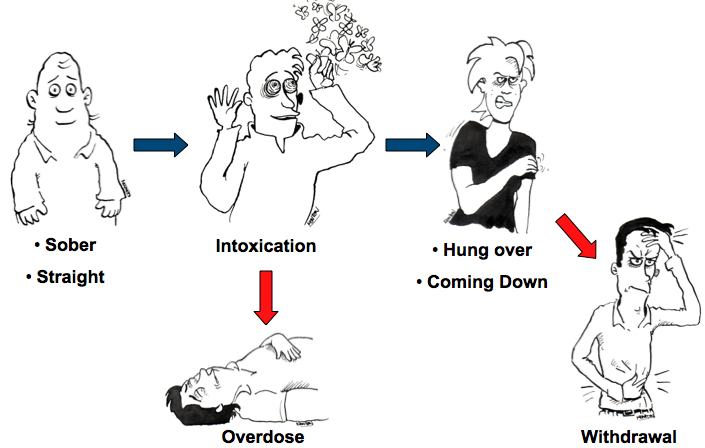 • Sober
• Straight
Intoxication
• Hung over
• Coming Down
Overdose
Withdrawal